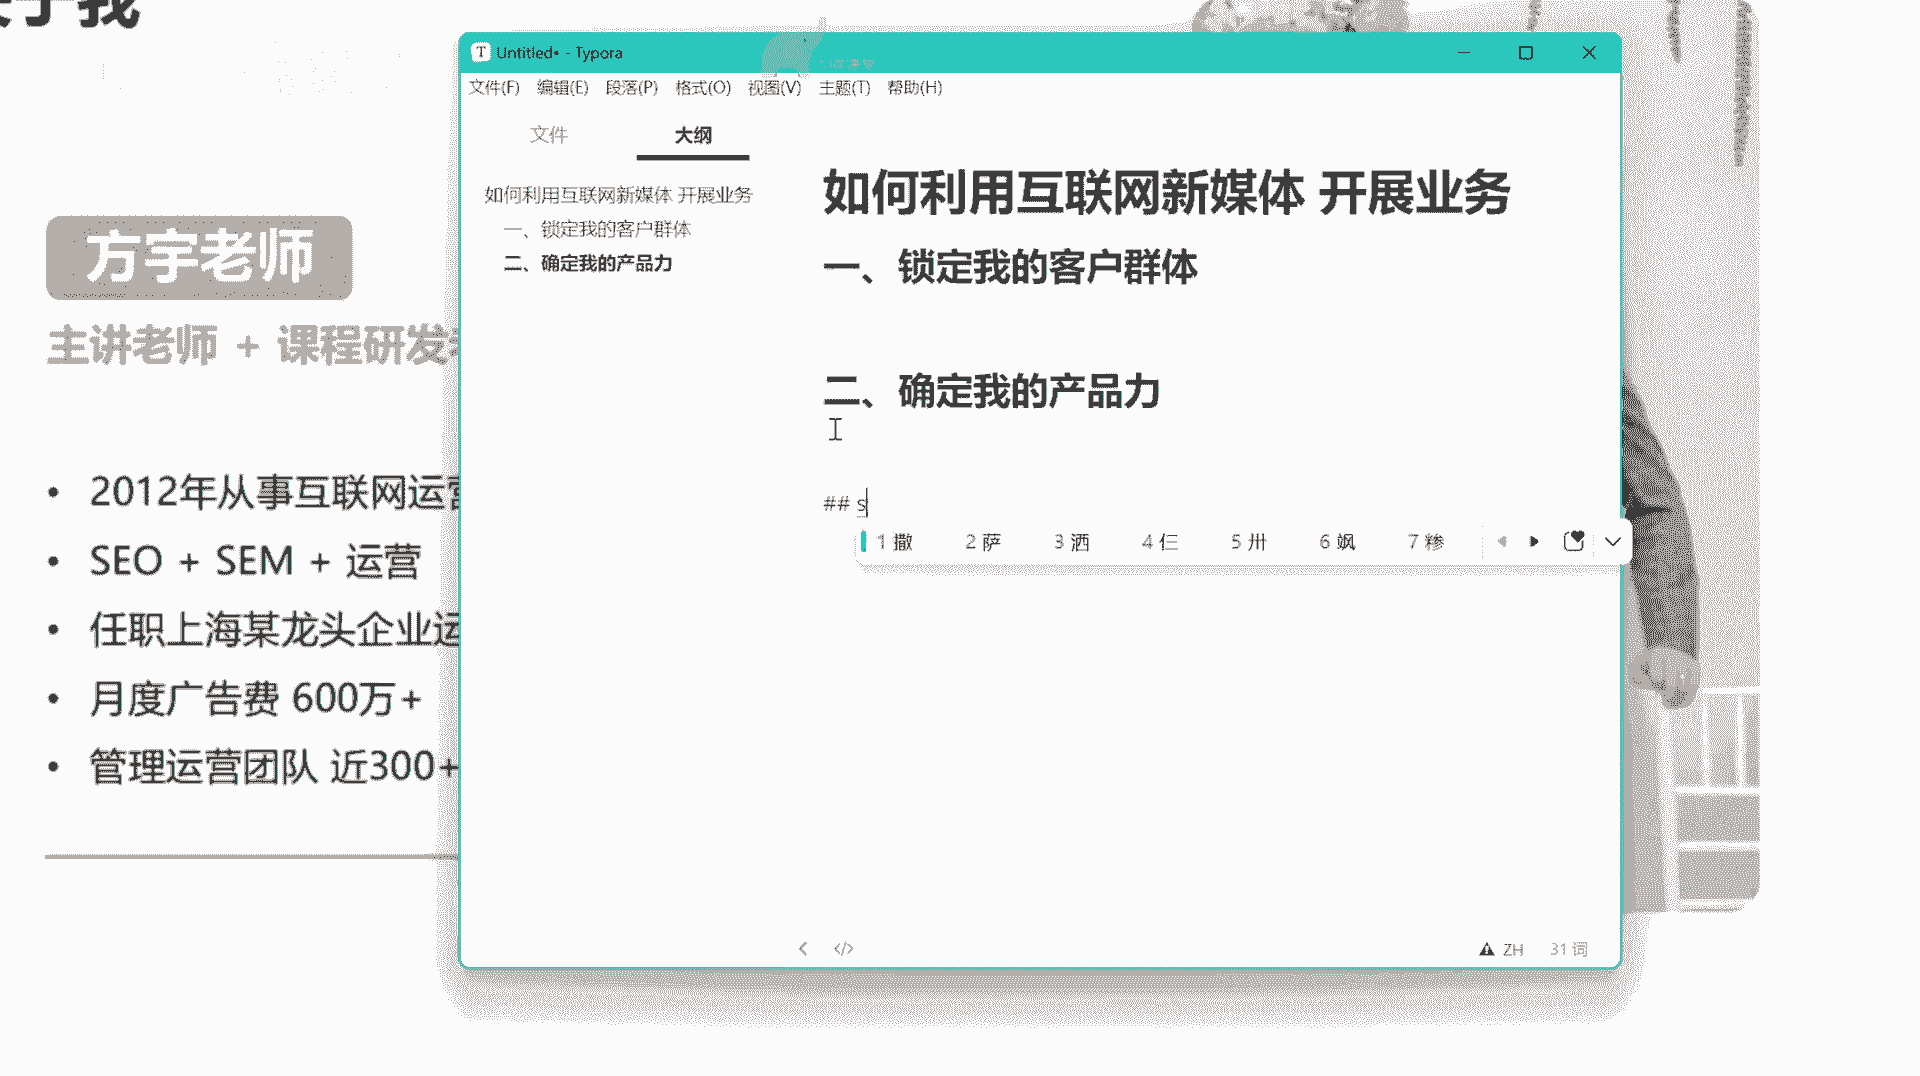 于我
方宇老师
主讲老师 + 课程研发
2012年从事互联网运营
SEO + SEM + 运营
任职上海某龙头企业运
月度广告费 600万+
管理运营团队 近300+
Untitled• - Typora
文件(F) 编辑(E) 段落(P) 格式(O) 视图(V) 主题(T) 帮助(H)
文件 大纲
如何利用互联网新媒体 开展业务
一、锁定我的客户群体
二、确定我的产品力
如何利用互联网新媒体 开展业务
一、锁定我的客户群体
二、确定我的产品力
## s
1 撒 2 萨 3 洒 4 仨 5 卅 6 飒 7 糁
ZH 31 词